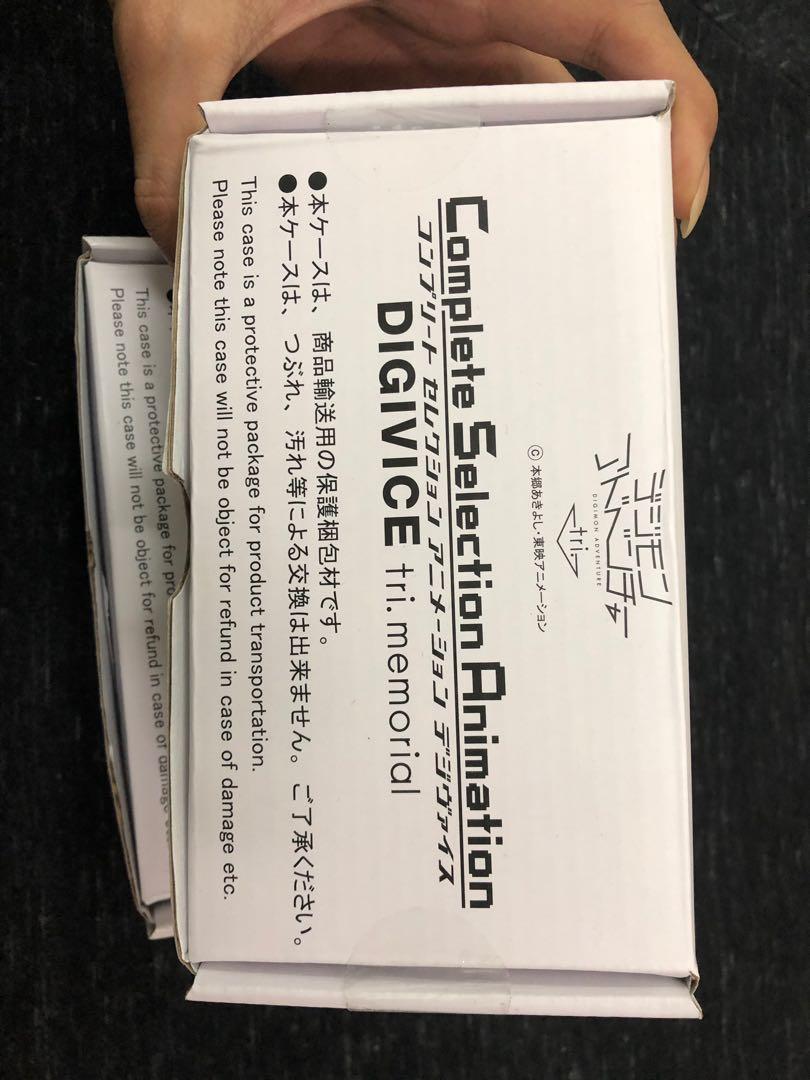 デジモン
アドベンチャー
DIGIMON ADVENTURE
tri.
© 本郷あきよし・東映アニメーション
Complete Selection Animation
コンプリート セレクション アニメーション デジヴァイス
DIGIVICE tri. memorial
●本ケースは、商品輸送用の保護梱包材です。
●本ケースは、つぶれ、汚れ等による交換は出来ません。ご了承ください。
This case is a protective package for product transportation.
Please note this case will not be object for refund in case of damage etc.
This case is a protective package for
Please note this case will not be object for refund in case of damage